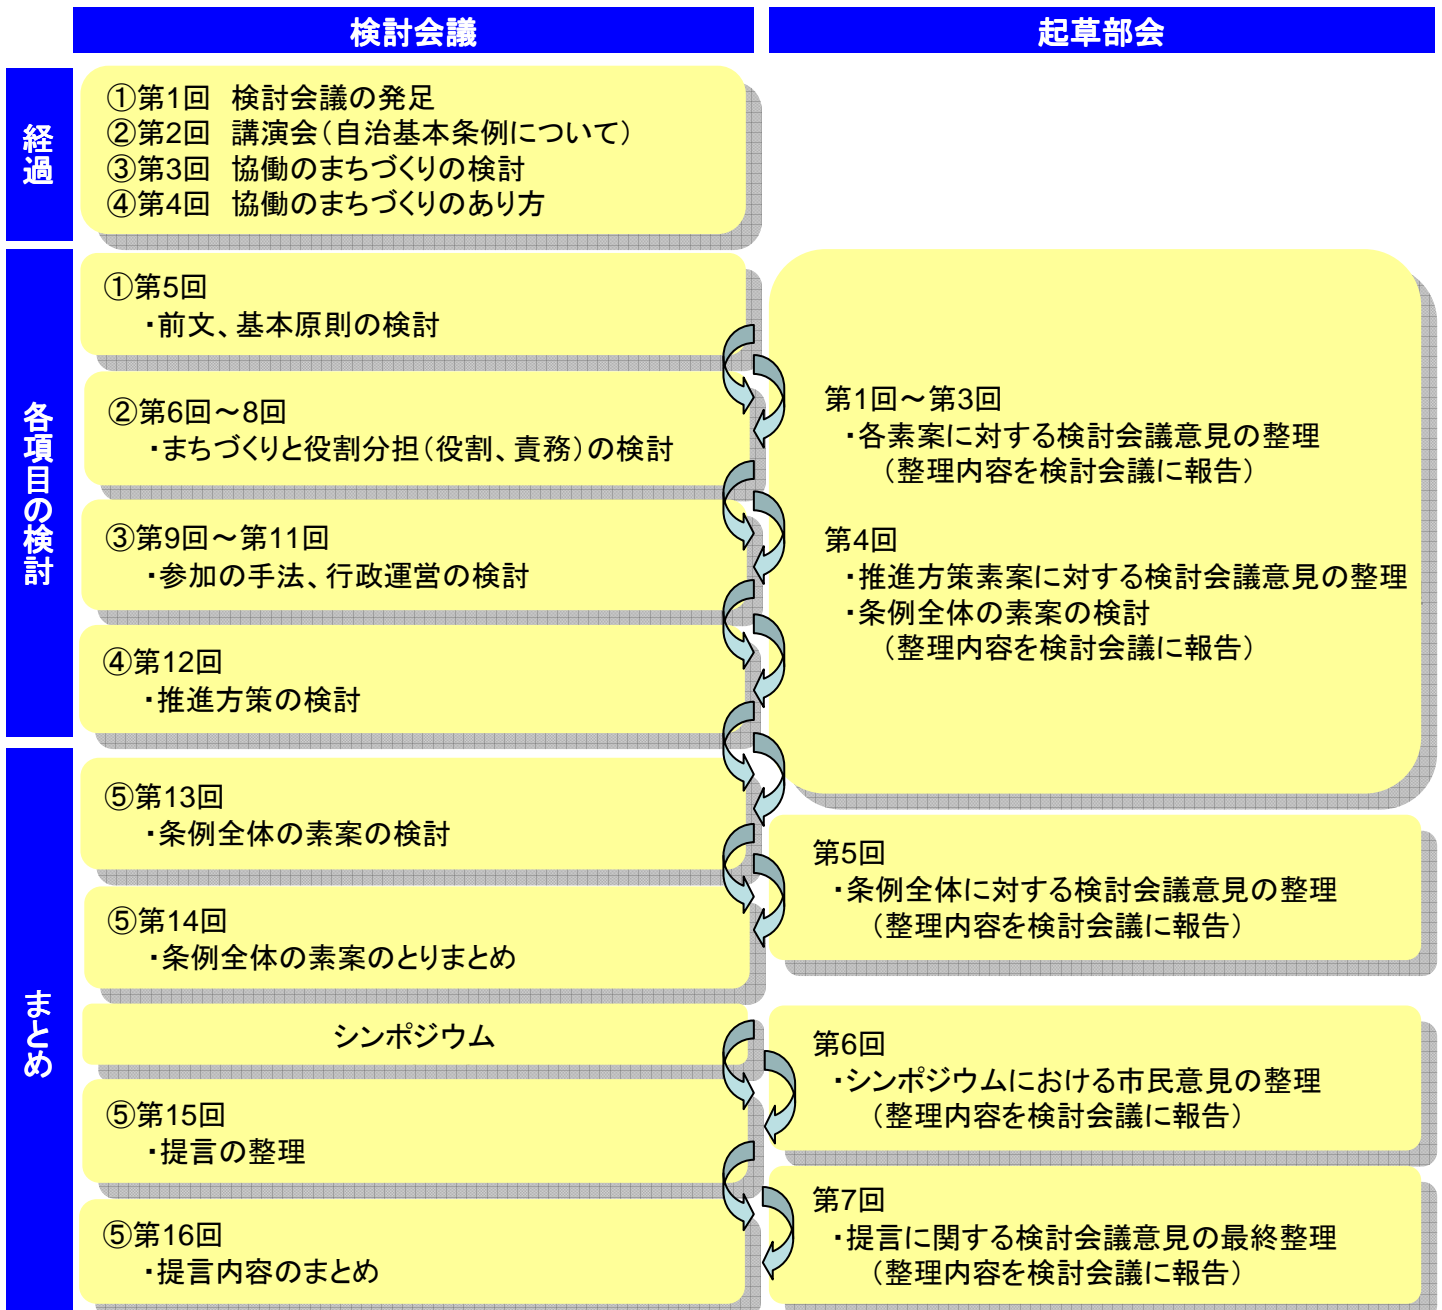 検討会議
起草部会
経過
①第1回 検討会議の発足
②第2回 講演会（自治基本条例について）
③第3回 協働のまちづくりの検討
④第4回 協働のまちづくりのあり方
各項目の検討
①第5回
・前文、基本原則の検討
②第6回～8回
・まちづくりと役割分担（役割、責務）の検討
③第9回～第11回
・参加の手法、行政運営の検討
④第12回
・推進方策の検討
第1回～第3回
・各素案に対する検討会議意見の整理
（整理内容を検討会議に報告）
第4回
・推進方策素案に対する検討会議意見の整理
・条例全体の素案の検討
（整理内容を検討会議に報告）
まとめ
⑤第13回
・条例全体の素案の検討
⑤第14回
・条例全体の素案のとりまとめ
第5回
・条例全体に対する検討会議意見の整理
（整理内容を検討会議に報告）
シンポジウム
⑤第15回
・提言の整理
第6回
・シンポジウムにおける市民意見の整理
（整理内容を検討会議に報告）
⑤第16回
・提言内容のまとめ
第7回
・提言に関する検討会議意見の最終整理
（整理内容を検討会議に報告）